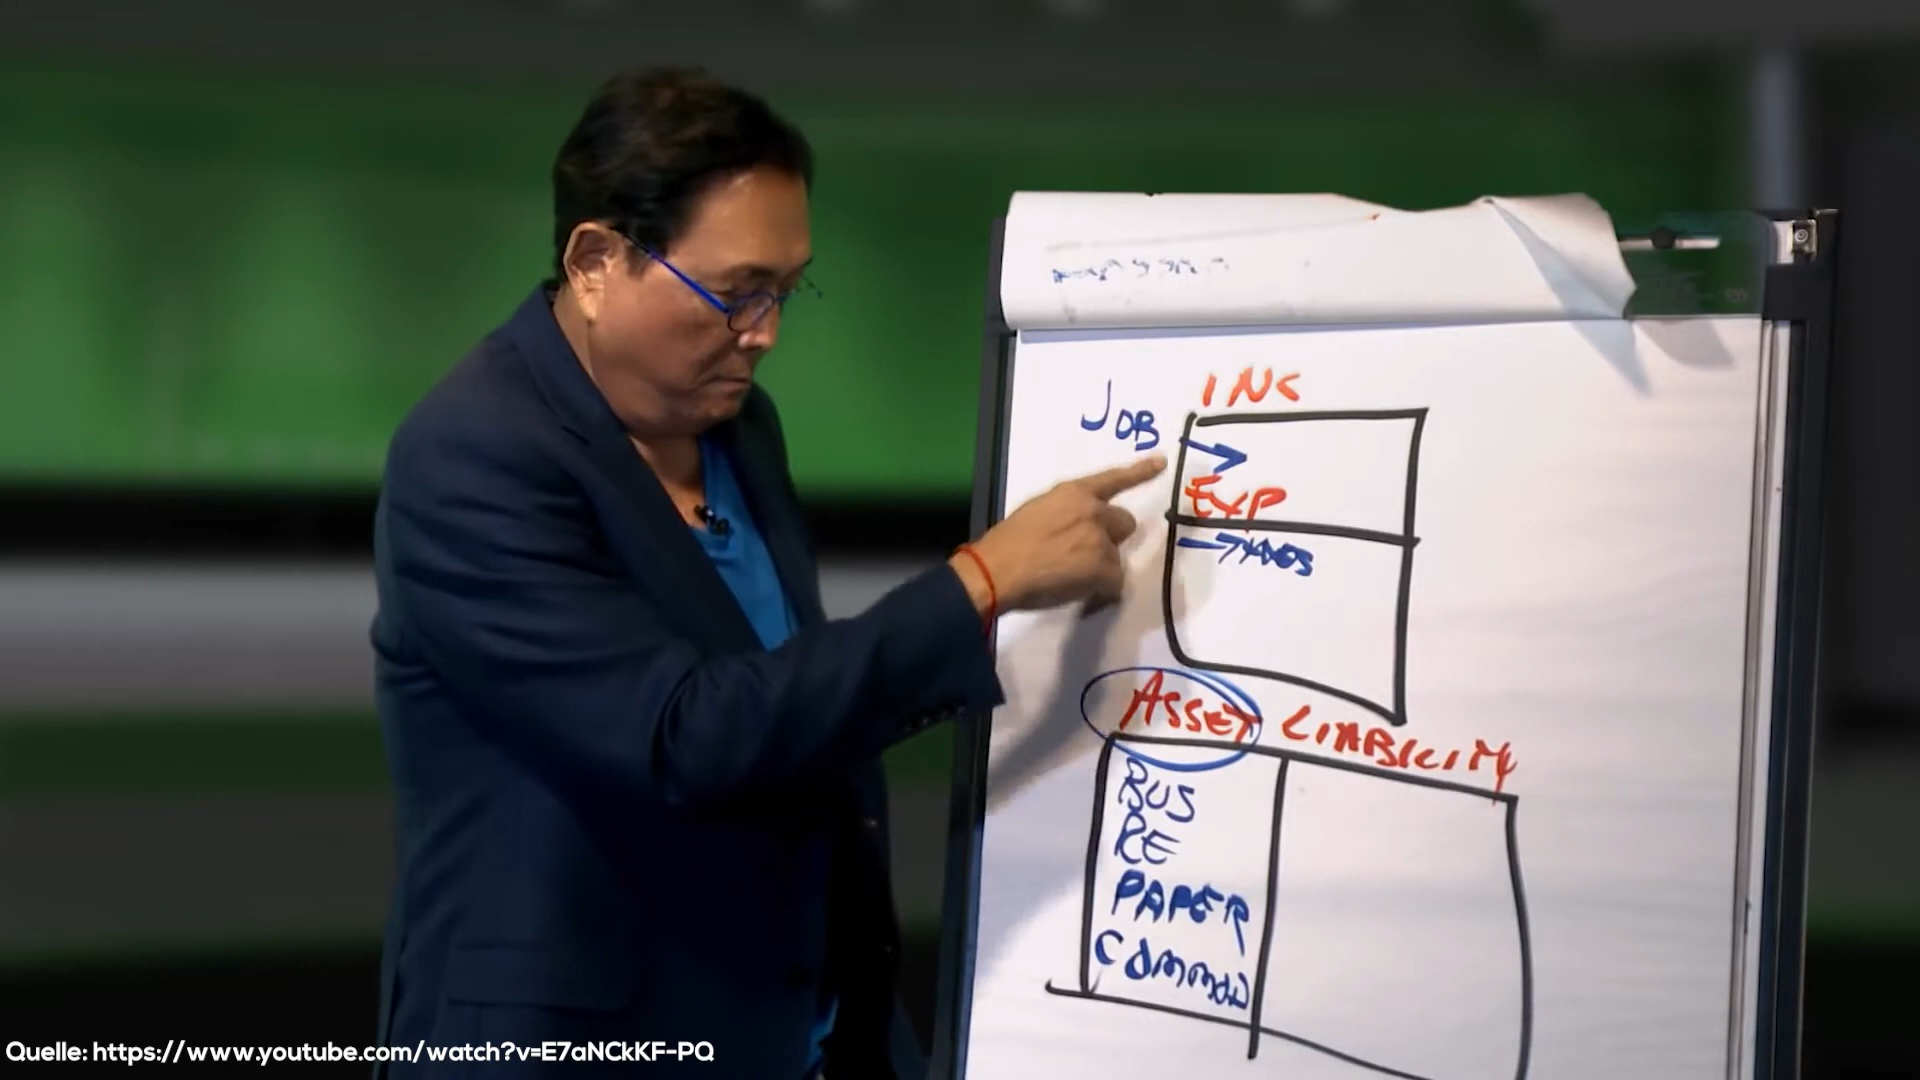 INC
JOB
EXP
TAXES
ASSET LIABILITY
BUS
RE
PAPER
COMMOD
Quelle: https://www.youtube.com/watch?v=E7aNCkKF-PQ